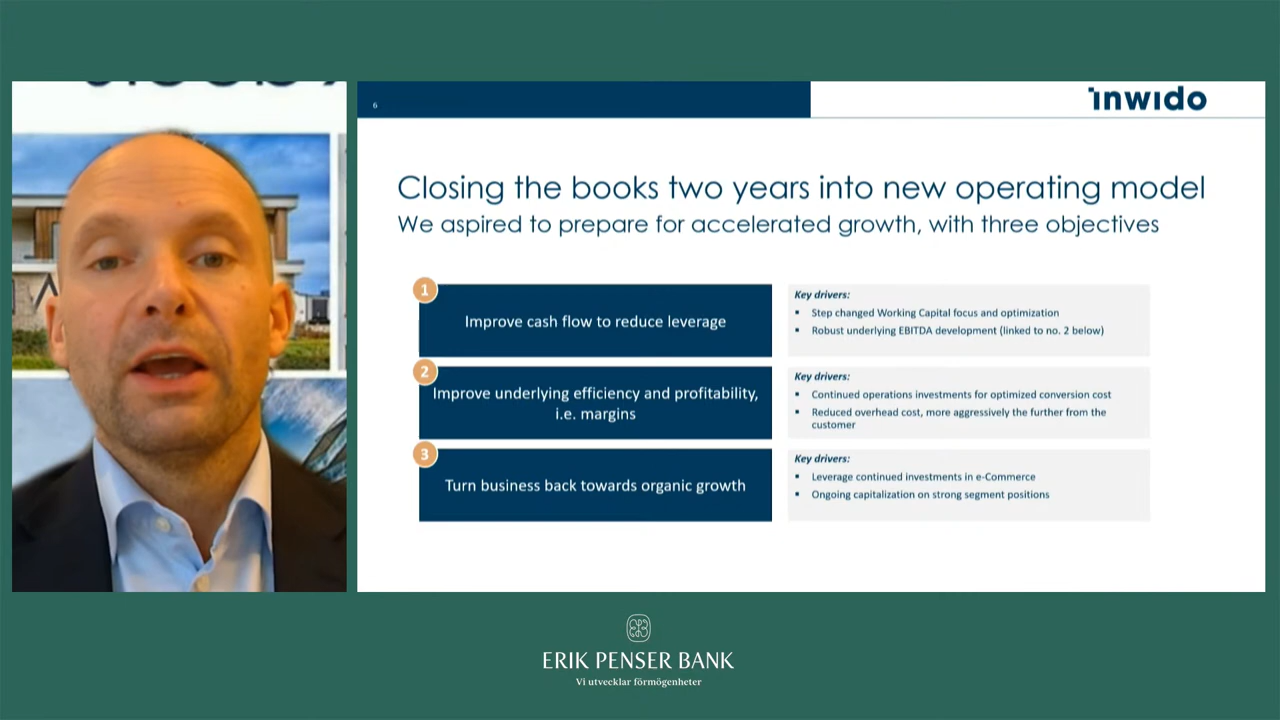 6
inwido
Closing the books two years into new operating model
We aspired to prepare for accelerated growth, with three objectives
1
Improve cash flow to reduce leverage
Key drivers:
▪ Step changed Working Capital focus and optimization
▪ Robust underlying EBITDA development (linked to no. 2 below)
2
Improve underlying efficiency and profitability,
i.e. margins
Key drivers:
▪ Continued operations investments for optimized conversion cost
▪ Reduced overhead cost, more aggressively the further from the
customer
3
Turn business back towards organic growth
Key drivers:
▪ Leverage continued investments in e-Commerce
▪ Ongoing capitalization on strong segment positions
ERIK PENSER BANK
Vi utvecklar förmögenheter